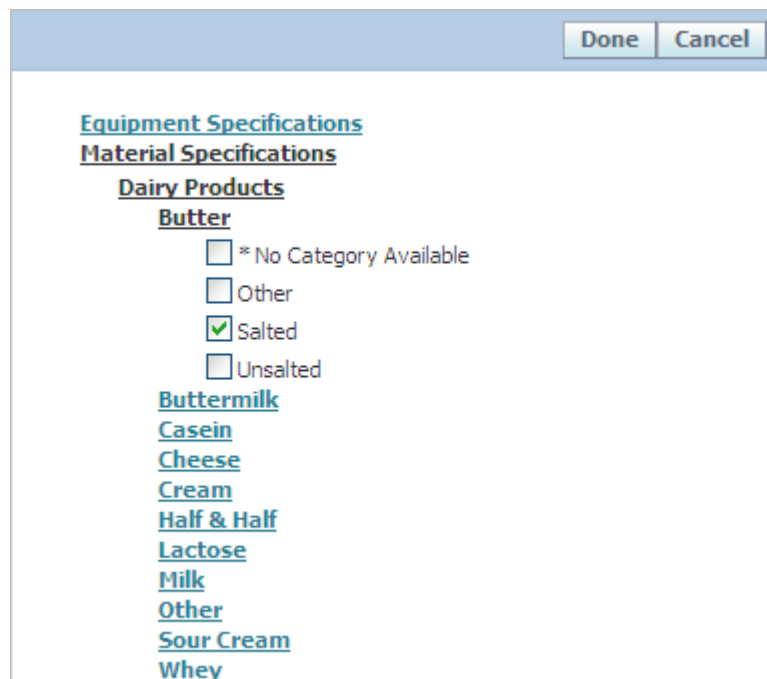 Done Cancel
Equipment Specifications
Material Specifications
Dairy Products
Butter
* No Category Available
Other
Salted
Unsalted
Buttermilk
Casein
Cheese
Cream
Half & Half
Lactose
Milk
Other
Sour Cream
Whey